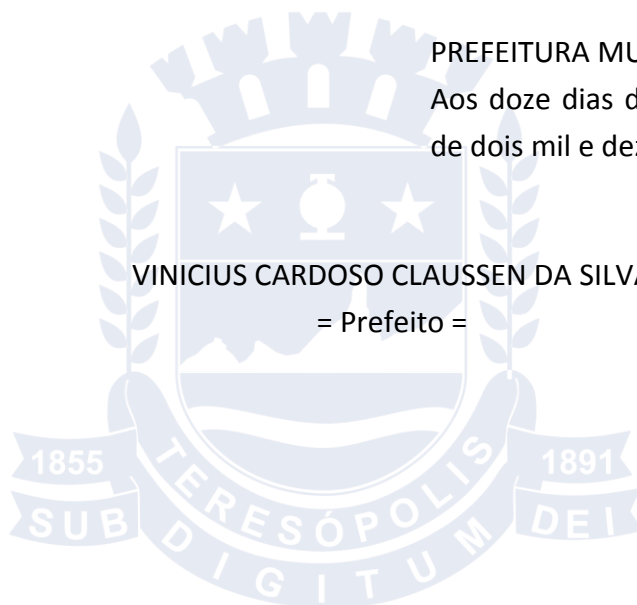 PREFEITURA MU
Aos doze dias d
de dois mil e dez
VINICIUS CARDOSO CLAUSSEN DA SILVA
= Prefeito =
1855
1891
SUB
DIGITUM
DEI
TERESÓPOLIS